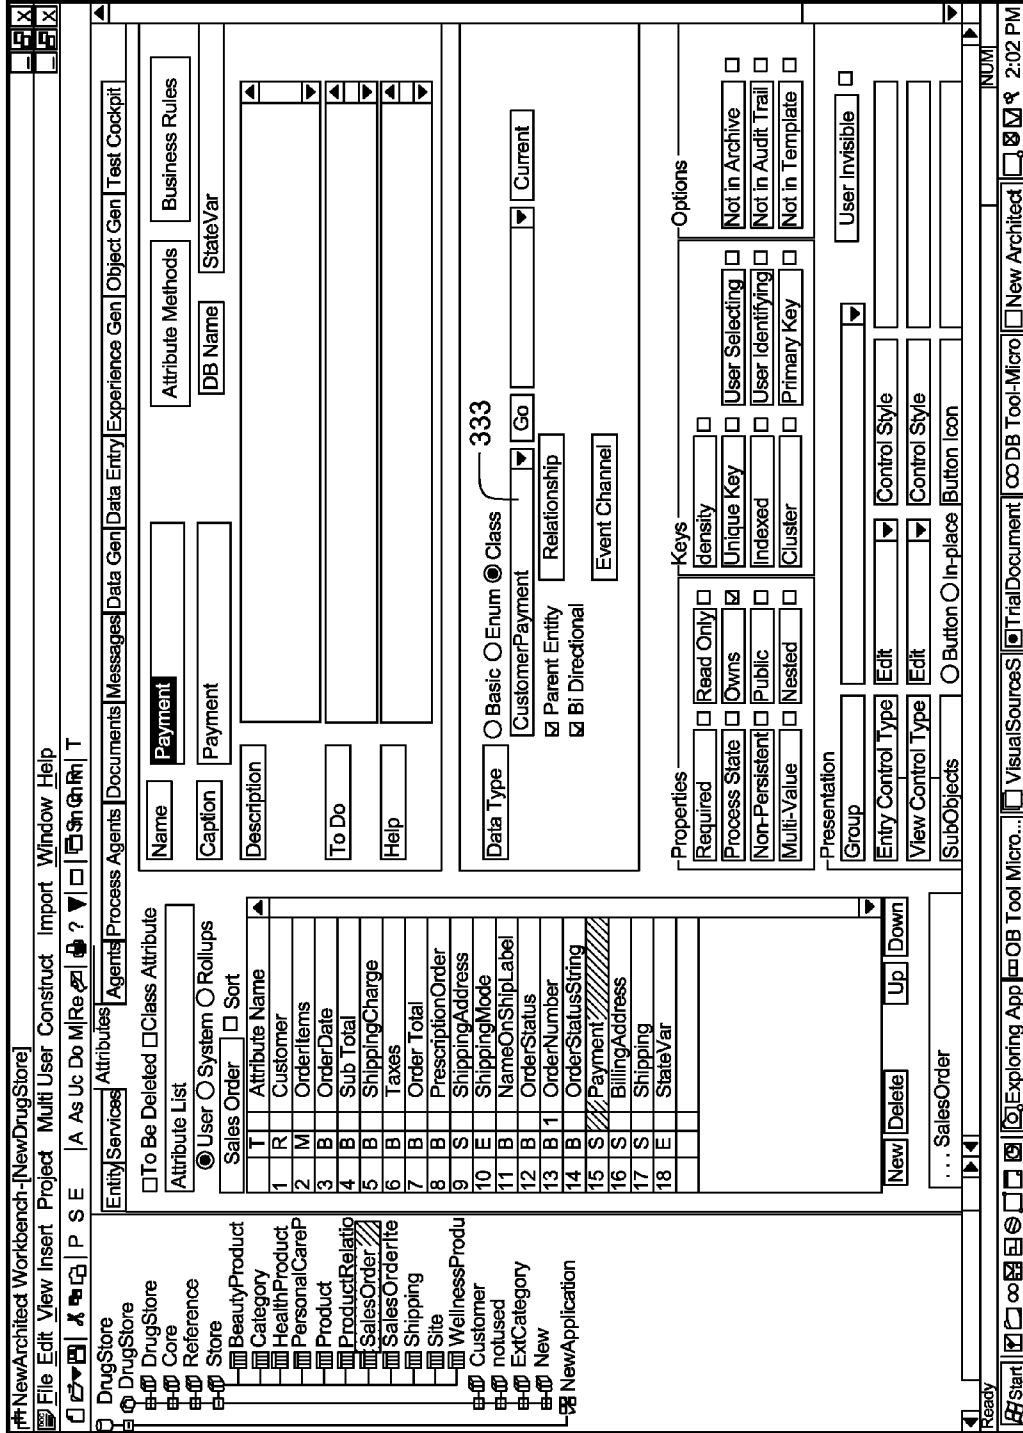 NewArchitect Workbench-[NewDrugStore]
File Edit View Insert Project Multi User Construct Import Window Help
P S E A As Uc Do M Re ? T
DrugStore
DrugStore
DrugStore
Core
Reference
Store
BeautyProduct
Category
HealthProduct
PersonalCareP
Product
ProductRelatio
SalesOrder
SalesOrderIte
Shipping
Site
WellnessProdu
Customer
notused
ExtCategory
New
NewApplication
Entity Services Attributes Agents Process Agents Documents Messages Data Gen Data Entry Experience Gen Object Gen Test Cockpit
To Be Deleted Class Attribute
Attribute List
User System Rollups
Sales Order Sort
T Attribute Name
1 R Customer
2 M OrderItems
3 B OrderDate
4 B Sub Total
5 B ShippingCharge
6 B Taxes
7 B Order Total
8 B PrescriptionOrder
9 S ShippingAddress
10 E ShippingMode
11 B NameOnShipLabel
12 B OrderStatus
13 B 1 OrderNumber
14 B OrderStatusString
15 S Payment
16 S BillingAddress
17 S Shipping
18 E StateVar
New Delete Up Down
... SalesOrder
Name Payment Attribute Methods Business Rules
Caption Payment DB Name StateVar
Description
To Do
Help
333
Data Type Basic Enum Class
CustomerPayment Go Current
Parent Entity Relationship
Bi Directional Event Channel
Properties Keys Options
Required Read Only density
Process State Owns Unique Key User Selecting Not in Archive
Non-Persistent Public Indexed User Identifying Not in Audit Trail
Multi-Value Nested Cluster Primary Key Not in Template
Presentation
Group User Invisible
Entry Control Type Edit Control Style
View Control Type Edit Control Style
SubObjects Button In-place Button Icon
Ready NUM
Start Exploring App OB Tool Micro... VisualSourceS TrialDocument DB Tool-Micro New Architect 2:02 PM